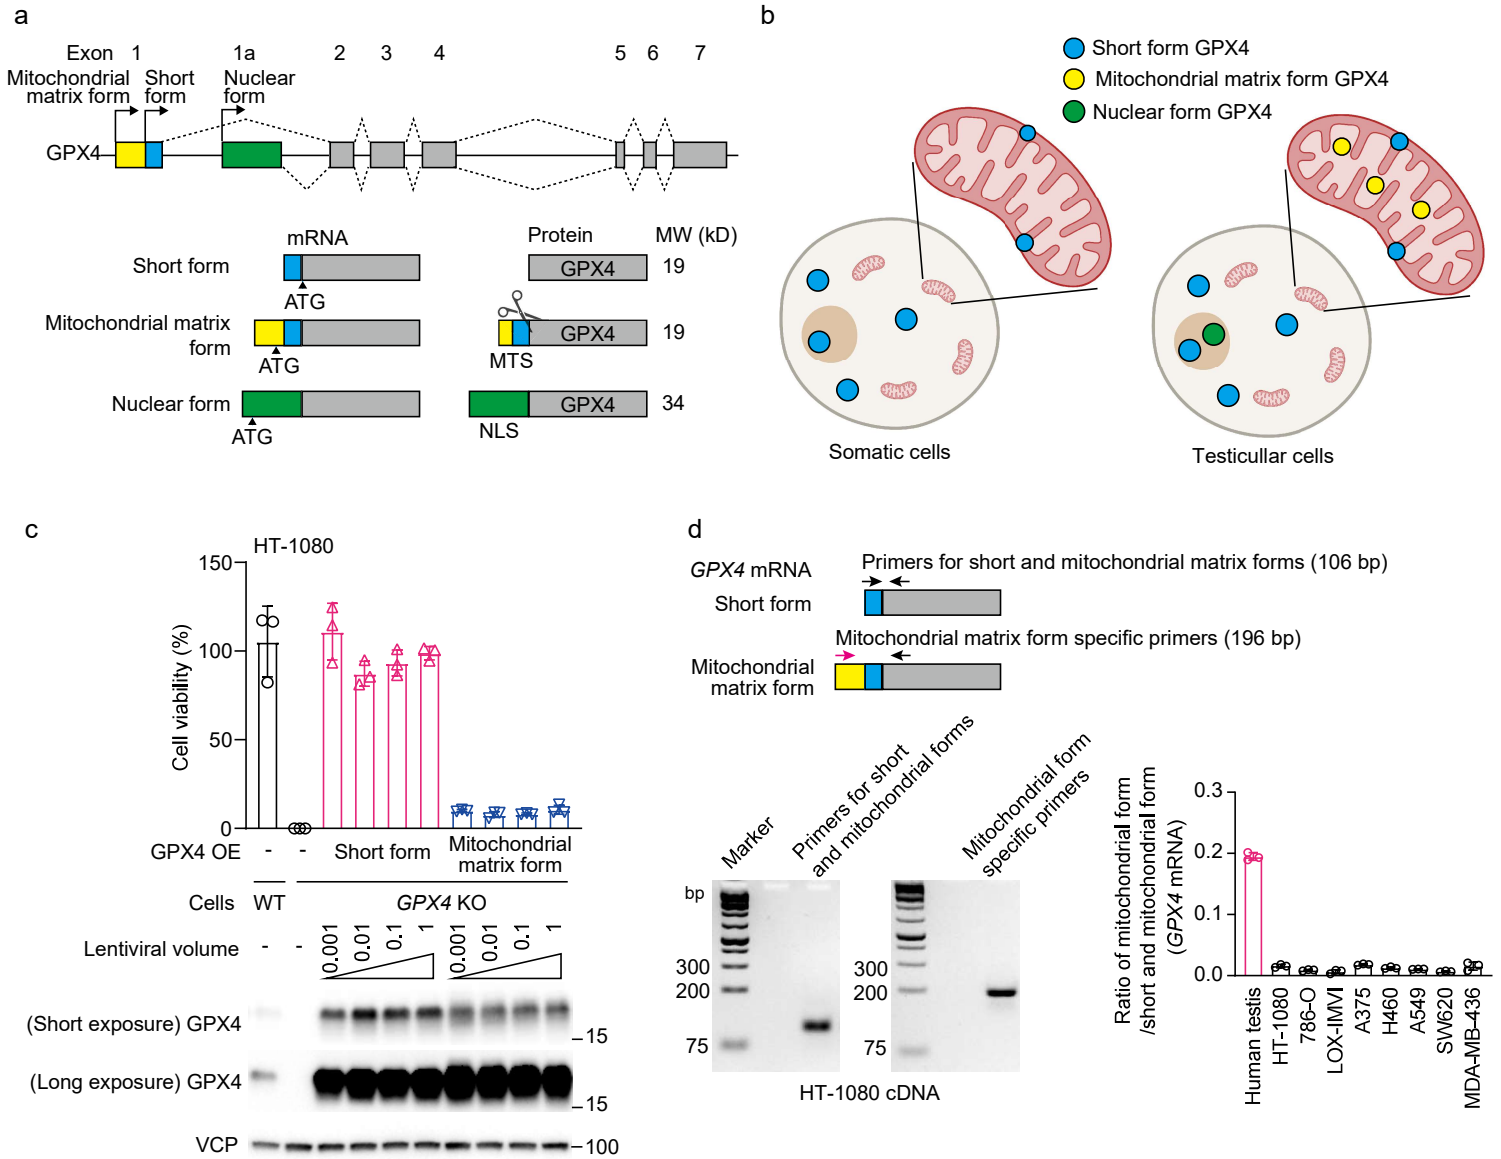 a
Exon 1 1a 2 3 4 5 6 7
Mitochondrial matrix form
Short form
Nuclear form
GPX4
mRNA
Protein
MW (kD)
Short form
ATG
GPX4
19
Mitochondrial matrix form
ATG
MTS
GPX4
19
Nuclear form
ATG
NLS
GPX4
34
b
Short form GPX4
Mitochondrial matrix form GPX4
Nuclear form GPX4
Somatic cells
Testicullar cells
c
HT-1080
Cell viability (%)
150
100
50
0
GPX4 OE - - Short form Mitochondrial matrix form
Cells WT GPX4 KO
Lentiviral volume - - 0.001 0.01 0.1 1 0.001 0.01 0.1 1
(Short exposure) GPX4
15
(Long exposure) GPX4
15
VCP
100
d
GPX4 mRNA
Primers for short and mitochondrial matrix forms (106 bp)
Short form
Mitochondrial matrix form specific primers (196 bp)
Mitochondrial
matrix form
Marker
Primers for short
and mitochondrial forms
Mitochondrial form
specific primers
bp
300
200
75
300
200
75
HT-1080 cDNA
Ratio of mitochondrial form
/short and mitochondrial form
(GPX4 mRNA)
0.3
0.2
0.1
0.0
Human testis
HT-1080
786-O
LOX-IMVI
A375
H460
A549
SW620
MDA-MB-436